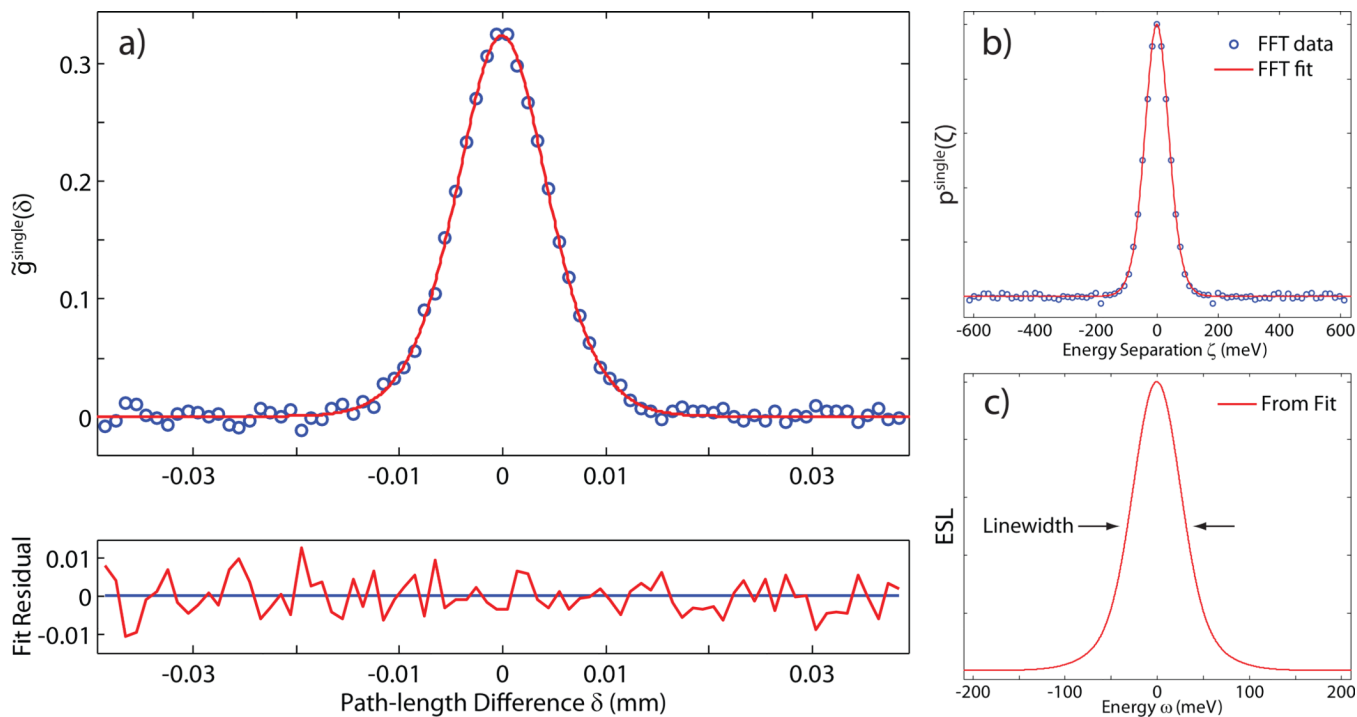 a)
0.3
0.2
0.1
0
g̃ˢⁱⁿᵍˡᵉ(δ)
-0.03 -0.01 0 0.01 0.03
0.01
0
-0.01
Fit Residual
-0.03 -0.01 0 0.01 0.03
Path-length Difference δ (mm)
b)
FFT data
FFT fit
pˢⁱⁿᵍˡᵉ(ζ)
-600 -400 -200 0 200 400 600
Energy Separation ζ (meV)
c)
From Fit
Linewidth
ESL
-200 -100 0 100 200
Energy ω (meV)